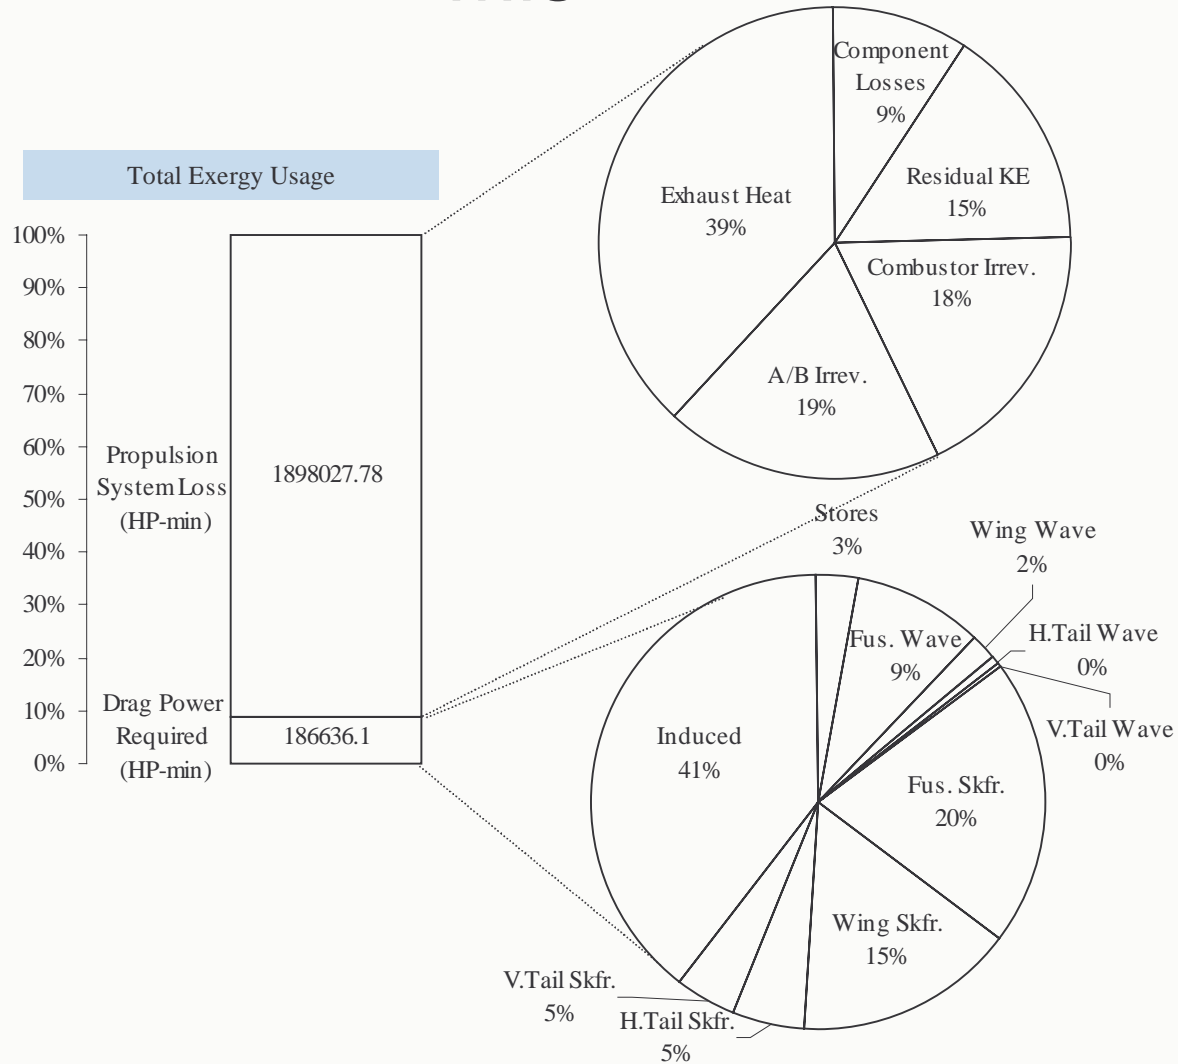 Component
Losses
9%
Residual KE
15%
Exhaust Heat
39%
Combustor Irrev.
18%
A/B Irrev.
19%
Total Exergy Usage
100%
90%
80%
70%
60%
50%
40%
30%
20%
10%
0%
Propulsion
System Loss
(HP-min)
1898027.78
Drag Power
Required
(HP-min)
186636.1
Stores
3%
Wing Wave
2%
Fus. Wave
9%
H.Tail Wave
0%
V.Tail Wave
0%
Induced
41%
Fus. Skfr.
20%
Wing Skfr.
15%
V.Tail Skfr.
5%
H.Tail Skfr.
5%